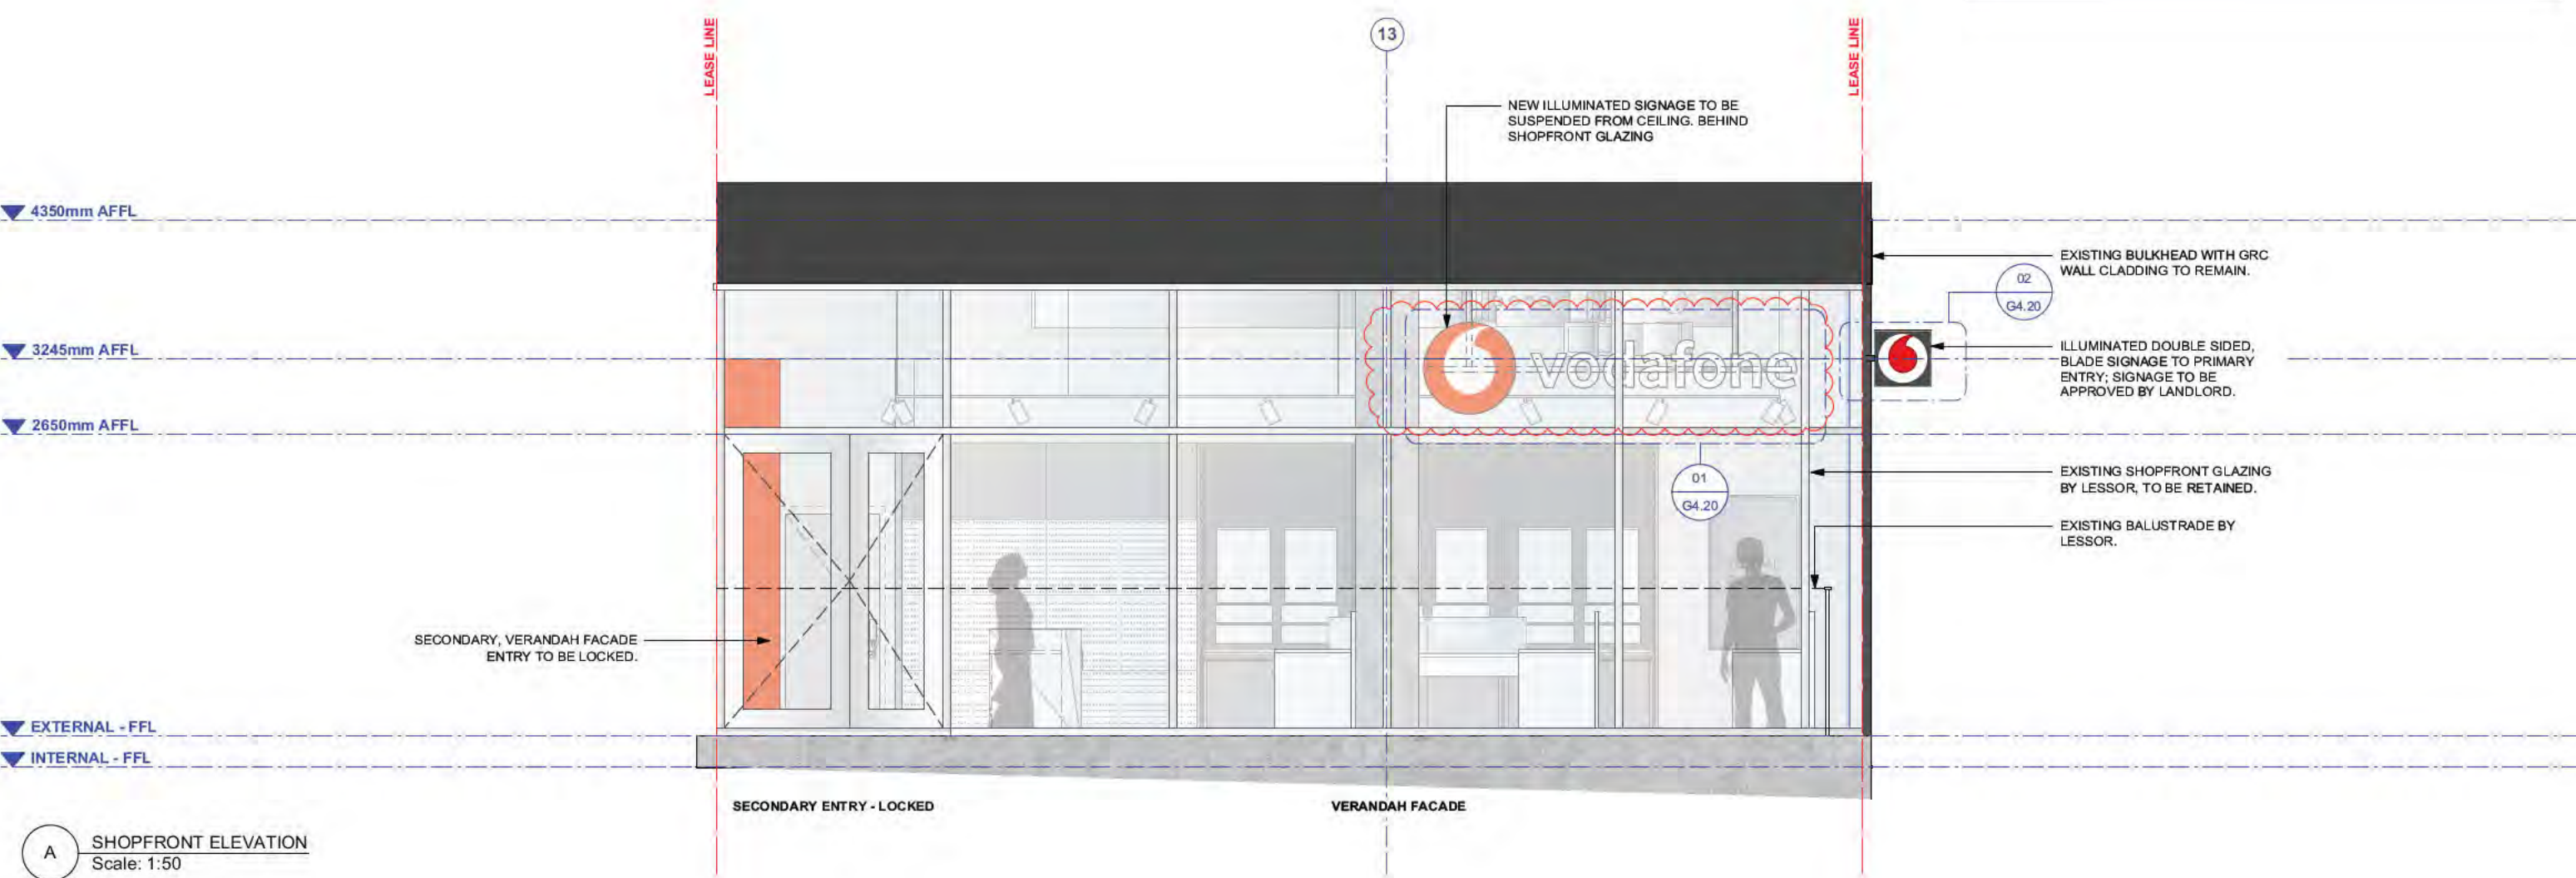 LEASE LINE
13
LEASE LINE
NEW ILLUMINATED SIGNAGE TO BE
SUSPENDED FROM CEILING. BEHIND
SHOPFRONT GLAZING
4350mm AFFL
EXISTING BULKHEAD WITH GRC
WALL CLADDING TO REMAIN.
02
G4.20
3245mm AFFL
vodafone
ILLUMINATED DOUBLE SIDED,
BLADE SIGNAGE TO PRIMARY
ENTRY; SIGNAGE TO BE
APPROVED BY LANDLORD.
2650mm AFFL
01
G4.20
EXISTING SHOPFRONT GLAZING
BY LESSOR, TO BE RETAINED.
EXISTING BALUSTRADE BY
LESSOR.
SECONDARY, VERANDAH FACADE
ENTRY TO BE LOCKED.
EXTERNAL - FFL
INTERNAL - FFL
SECONDARY ENTRY - LOCKED
VERANDAH FACADE
A
SHOPFRONT ELEVATION
Scale: 1:50